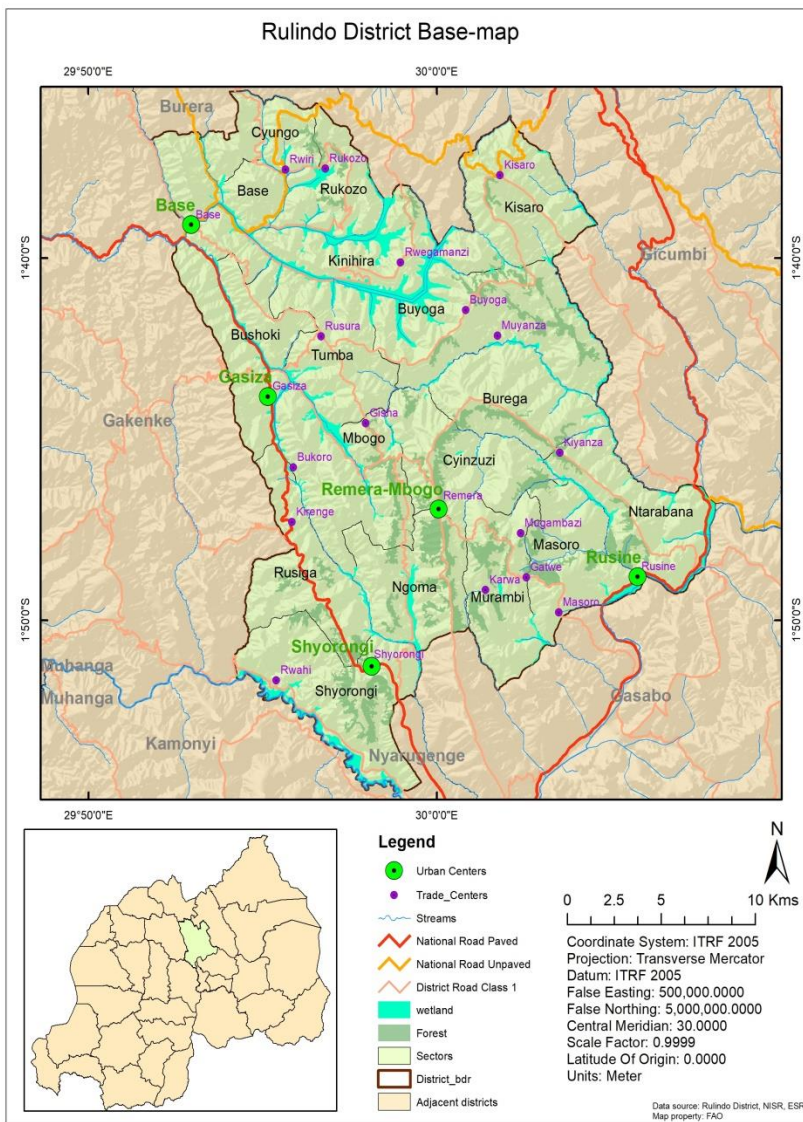 Rulindo District Base-map
29°50'0"E
30°0'0"E
Burera
Cyungo
Rwiri
Rukozo
Kisaro
Base
Rukozo
Base
Base
Kisaro
1°40'0"S
1°40'0"S
Kinihira
Rwegamanzi
Gicumbi
Buyoga
Buyoga
Bushoki
Rusura
Muyanza
Tumba
Gasiza
Gasiza
Burega
Gakenke
Gisha
Mbogo
Kiyanza
Cyinzuzi
Bukoro
Remera-Mbogo
Remera
Kirenge
Ntarabana
Mugambazi
Masoro
Rusine
Rusiga
Gatwe
Rusine
Ngoma
Karwa
Murambi
Masoro
1°50'0"S
1°50'0"S
Shyorongi
Shyorongi
Muhanga
Rwahi
Shyorongi
Muhanga
Gasabo
Kamonyi
Nyarugenge
29°50'0"E
30°0'0"E
Legend
Urban Centers
Trade_Centers
Streams
National Road Paved
National Road Unpaved
District Road Class 1
wetland
Forest
Sectors
District_bdr
Adjacent districts
N
0 2.5 5 10 Kms
Coordinate System: ITRF 2005
Projection: Transverse Mercator
Datum: ITRF 2005
False Easting: 500,000.0000
False Northing: 5,000,000.0000
Central Meridian: 30.0000
Scale Factor: 0.9999
Latitude Of Origin: 0.0000
Units: Meter
Data source: Rulindo District, NISR, ESR
Map property: FAO